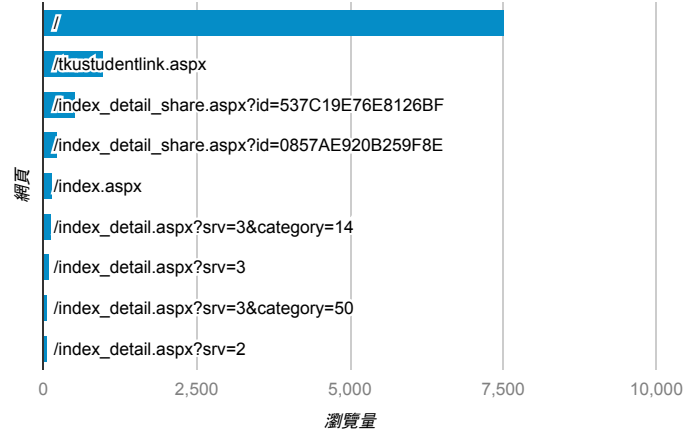 /
/tkustudentlink.aspx
/index_detail_share.aspx?id=537C19E76E8126BF
/index_detail_share.aspx?id=0857AE920B259F8E
/index.aspx
/index_detail.aspx?srv=3&category=14
/index_detail.aspx?srv=3
/index_detail.aspx?srv=3&category=50
/index_detail.aspx?srv=2
網頁
0 2,500 5,000 7,500 10,000
瀏覽量